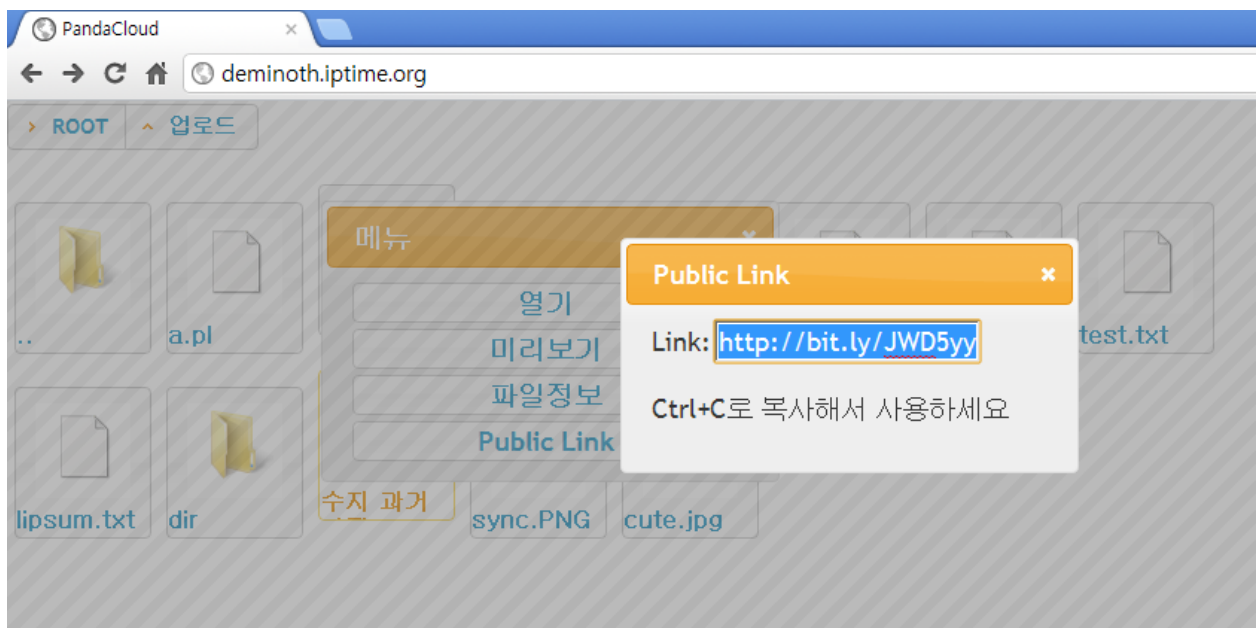 PandaCloud
deminoth.iptime.org
ROOT
업로드
..
a.pl
메뉴
열기
미리보기
파일정보
Public Link
Public Link
Link: http://bit.ly/JWD5yy
Ctrl+C로 복사해서 사용하세요
test.txt
lipsum.txt
dir
수지 과거
sync.PNG
cute.jpg